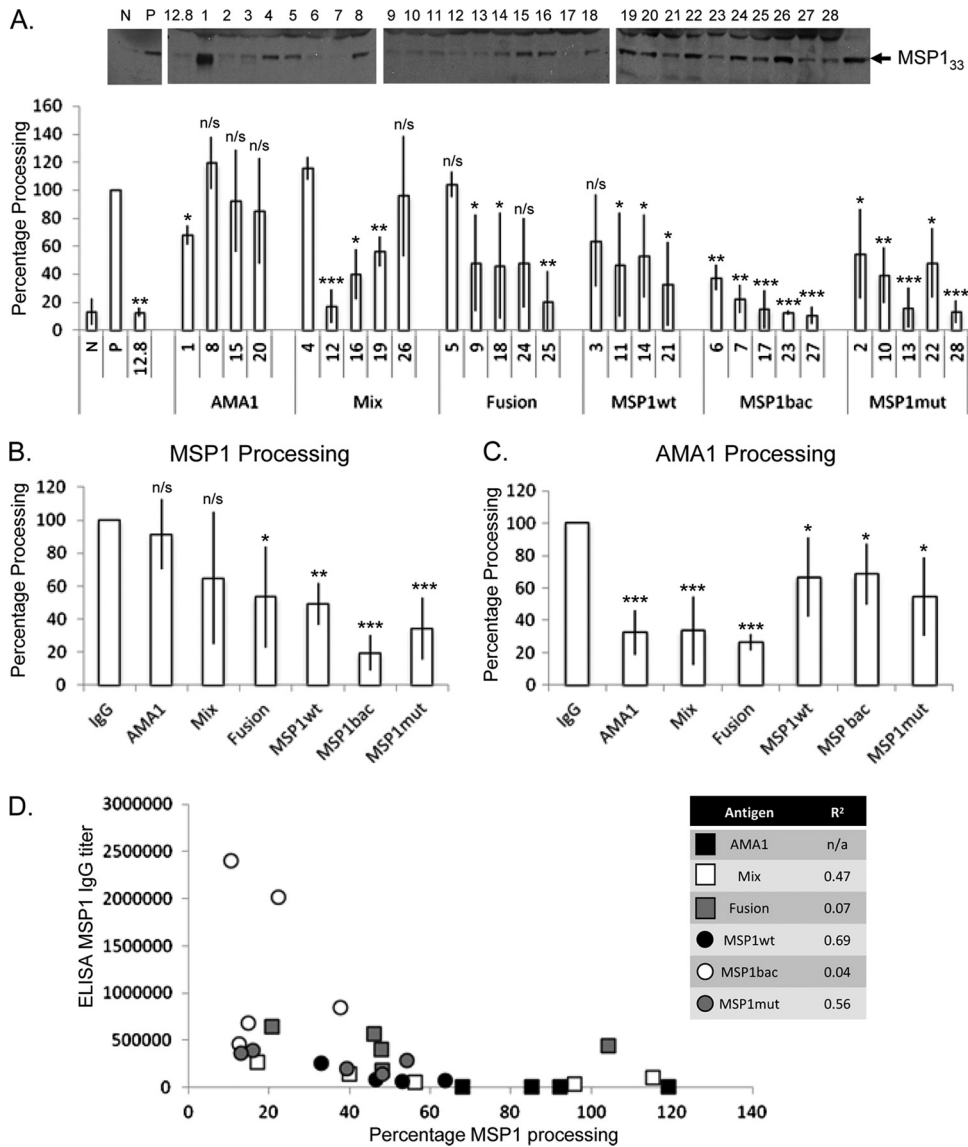 A.
N P 12.8 1 2 3 4 5 6 7 8 9 10 11 12 13 14 15 16 17 18 19 20 21 22 23 24 25 26 27 28
MSP1₃₃
Percentage Processing
160
140
120
100
80
60
40
20
0
** * n/s n/s n/s *** * ** n/s n/s * * n/s ** n/s * * * ** ** *** *** *** * ** *** * ***
N P 12.8 1 8 15 20 4 12 16 19 26 5 9 18 24 25 3 11 14 21 6 7 17 23 27 2 10 13 22 28
AMA1 Mix Fusion MSP1wt MSP1bac MSP1mut
B. MSP1 Processing
Percentage Processing
120
100
80
60
40
20
0
n/s n/s * ** *** ***
IgG AMA1 Mix Fusion MSP1wt MSP1bac MSP1mut
C. AMA1 Processing
Percentage Processing
120
100
80
60
40
20
0
*** *** *** * * *
IgG AMA1 Mix Fusion MSP1wt MSP bac MSP1mut
D.
ELISA MSP1 IgG titer
3000000
2500000
2000000
1500000
1000000
500000
0
0 20 40 60 80 100 120 140
Percentage MSP1 processing
Antigen R²
AMA1 n/a
Mix 0.47
Fusion 0.07
MSP1wt 0.69
MSP1bac 0.04
MSP1mut 0.56